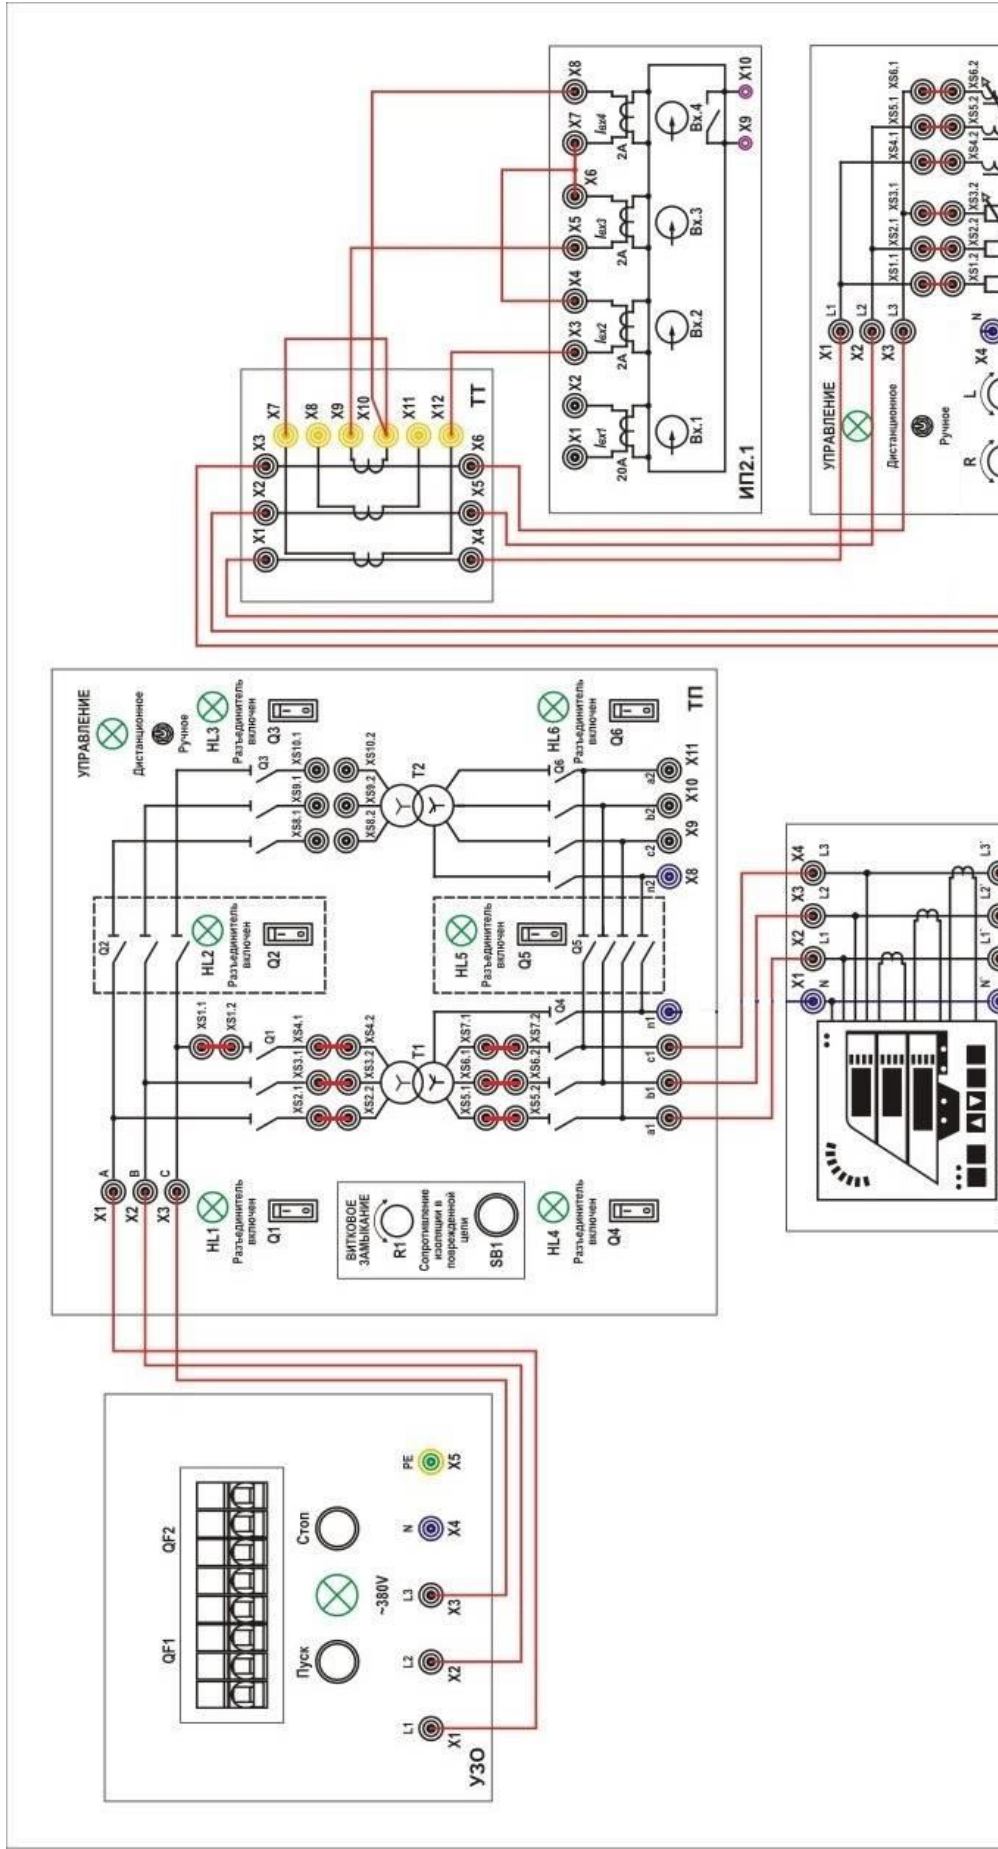 QF1
QF2
Пуск
Стоп
~380V
L1
L2
L3
N
PE
X1
X2
X3
X4
X5
УЗО
УПРАВЛЕНИЕ
Дистанционное
Ручное
X1
A
X2
B
X3
C
HL1
Разъединитель
включен
Q1
XS1.1
XS1.2
Q1
XS2.1
XS3.1
XS4.1
XS2.2
XS3.2
XS4.2
T1
Q2
HL2
Разъединитель
включен
Q2
HL3
Разъединитель
включен
Q3
Q3
XS8.1
XS9.1
XS10.1
XS8.2
XS9.2
XS10.2
T2
ВИТКОВОЕ
ЗАМЫКАНИЕ
R1
Сопротивление
изоляции в
поврежденной
цепи
SB1
XS5.1
XS6.1
XS7.1
XS5.2
XS6.2
XS7.2
HL4
Разъединитель
включен
Q4
Q4
HL5
Разъединитель
включен
Q5
Q5
HL6
Разъединитель
включен
Q6
Q6
a1
b1
c1
n1
n2
c2
b2
a2
X8
X9
X10
X11
ТП
X1
X2
X3
X4
N
L1
L2
L3
N`
L1`
L2`
L3`
X1
X2
X3
X7
X8
X9
X10
X11
X12
X4
X5
X6
ТТ
X1
X2
X3
X4
X5
X6
X7
X8
Iвх1
Iвх2
Iвх3
Iвх4
20A
2A
2A
2A
Вх.1
Вх.2
Вх.3
Вх.4
X9
X10
ИП2.1
УПРАВЛЕНИЕ
Дистанционное
Ручное
X1
L1
X2
L2
X3
L3
X4
N
XS1.1
XS2.1
XS3.1
XS4.1
XS5.1
XS6.1
XS1.2
XS2.2
XS3.2
XS4.2
XS5.2
XS6.2
R
L